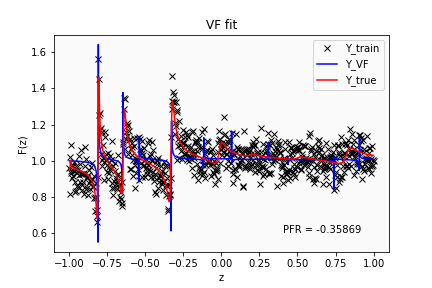 VF fit
Y_train
Y_VF
Y_true
F(z)
1.6
1.4
1.2
1.0
0.8
0.6
PFR = -0.35869
−1.00 −0.75 −0.50 −0.25 0.00 0.25 0.50 0.75 1.00
z